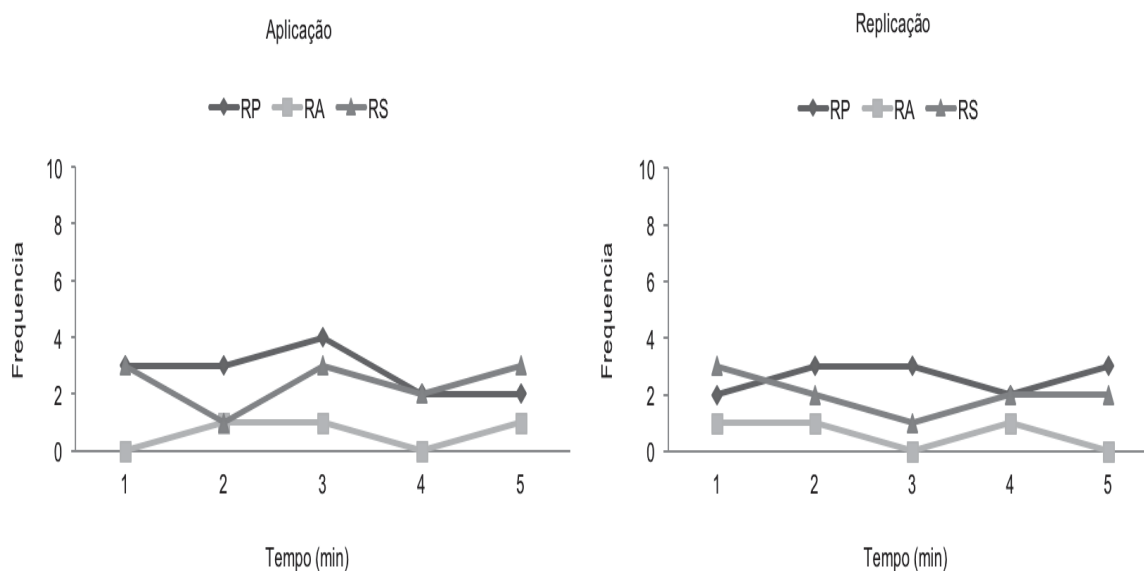 Aplicação
RP RA RS
10
8
6
4
2
0
Frequencia
1 2 3 4 5
Tempo (min)
Replicação
RP RA RS
10
8
6
4
2
0
Frequencia
1 2 3 4 5
Tempo (min)